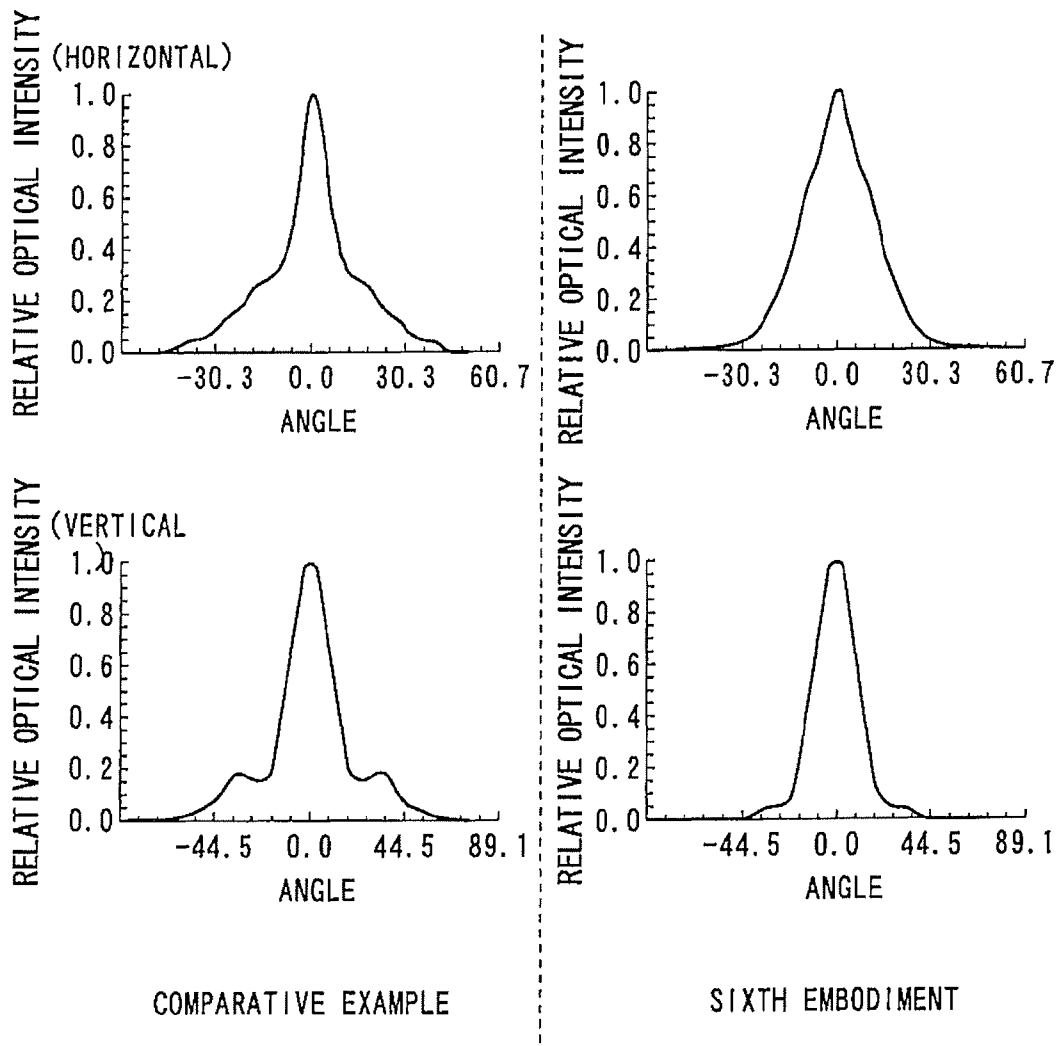 (HORIZONTAL)
RELATIVE OPTICAL INTENSITY
1.0
0.8
0.6
0.4
0.2
0.0
-30.3 0.0 30.3 60.7
ANGLE
RELATIVE OPTICAL INTENSITY
1.0
0.8
0.6
0.4
0.2
0.0
-30.3 0.0 30.3 60.7
ANGLE
(VERTICAL
)
RELATIVE OPTICAL INTENSITY
1.0
0.8
0.6
0.4
0.2
0.0
-44.5 0.0 44.5 89.1
ANGLE
RELATIVE OPTICAL INTENSITY
1.0
0.8
0.6
0.4
0.2
0.0
-44.5 0.0 44.5 89.1
ANGLE
COMPARATIVE EXAMPLE
SIXTH EMBODIMENT